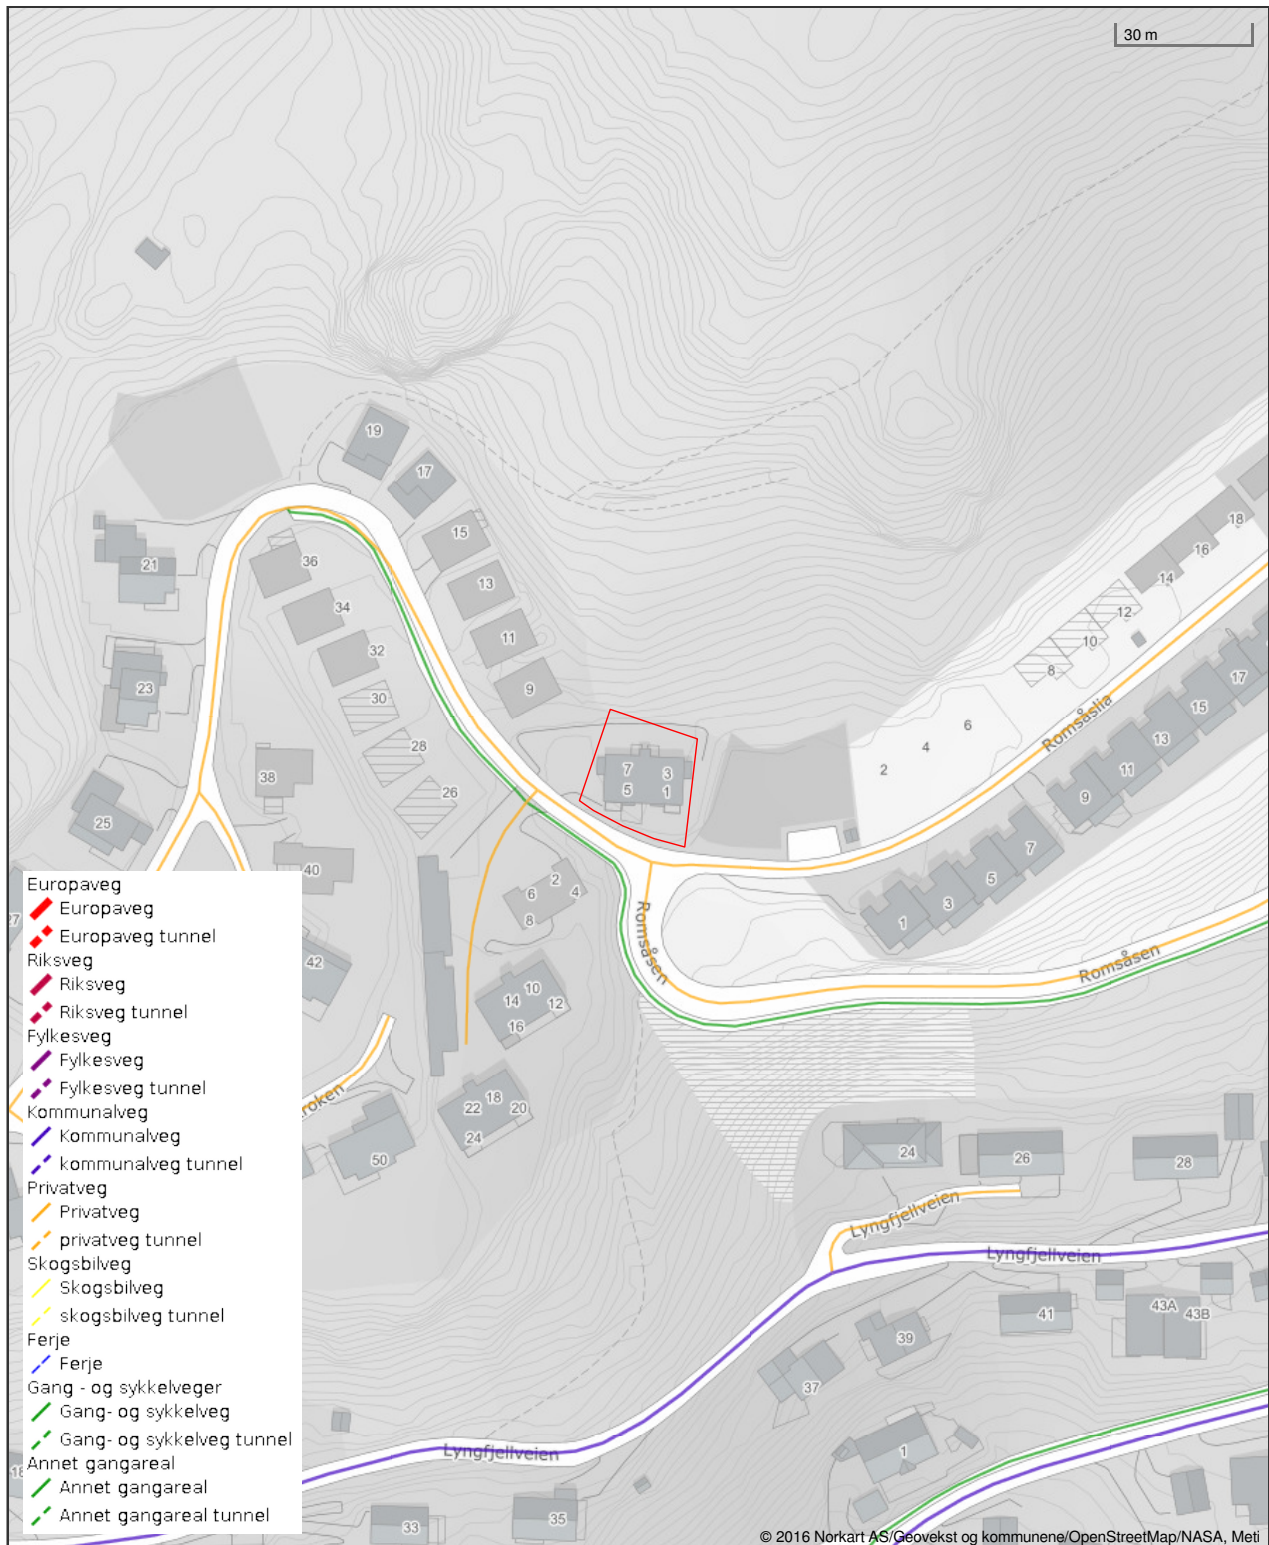 30 m
19
17
15
13
11
9
21
23
25
27
36
34
32
30
28
26
38
40
42
50
7
3
5
1
2
4
6
8
10
12
14
16
18
Romsåslia
17
15
13
11
9
7
5
3
1
2
6
4
8
Romsåsen
Romsåsen
10
14
12
16
18
22
20
24
roken
24
26
28
Lyngfjellveien
Lyngfjellveien
41
43A
43B
39
37
1
Lyngfjellveien
33
35
18
Europaveg
Europaveg
Europaveg tunnel
Riksveg
Riksveg
Riksveg tunnel
Fylkesveg
Fylkesveg
Fylkesveg tunnel
Kommunalveg
Kommunalveg
kommunalveg tunnel
Privatveg
Privatveg
privatveg tunnel
Skogsbilveg
Skogsbilveg
skogsbilveg tunnel
Ferje
Ferje
Gang - og sykkelveger
Gang- og sykkelveg
Gang- og sykkelveg tunnel
Annet gangareal
Annet gangareal
Annet gangareal tunnel
© 2016 Norkart AS/Geovekst og kommunene/OpenStreetMap/NASA, Meti